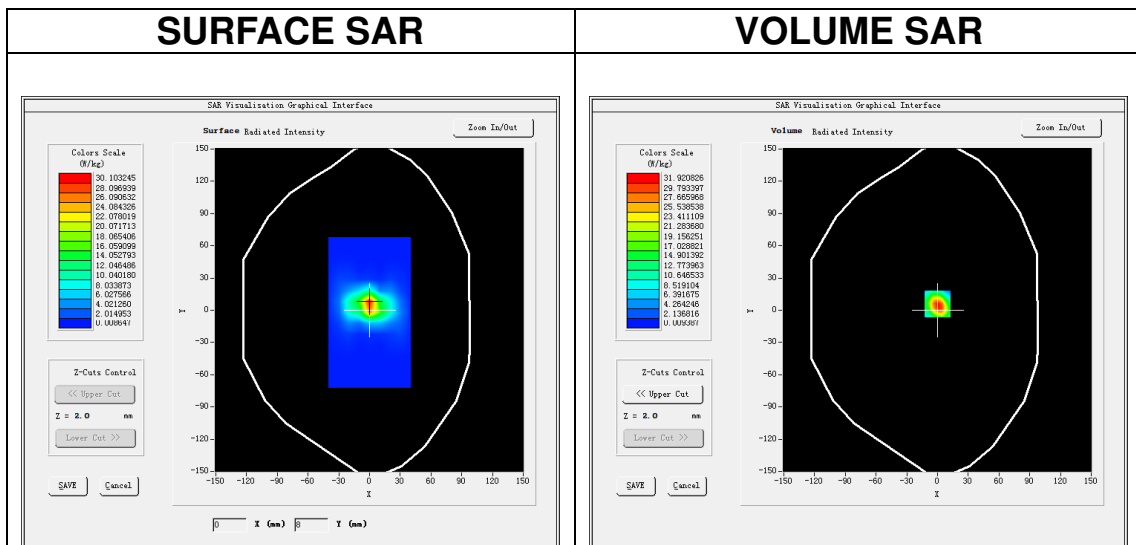 SURFACE SAR
VOLUME SAR
SAR Visualisation Graphical Interface
Surface Radiated Intensity
Zoom In/Out
Colors Scale
(W/kg)
30.103245
28.096939
26.090632
24.084326
22.078019
20.071713
18.065406
16.059099
14.052793
12.046486
10.040180
8.033873
6.027566
4.021260
2.014953
0.008647
150
120
90
60
30
0
-30
-60
-90
-120
-150
Y
-150 -120 -90 -60 -30 0 30 60 90 120 150
X
Z-Cuts Control
<< Upper Cut
Z = 2.0 mm
Lower Cut >>
SAVE Cancel
0 X (mm) 8 Y (mm)
SAR Visualisation Graphical Interface
Volume Radiated Intensity
Zoom In/Out
Colors Scale
(W/kg)
31.920826
29.793397
27.665968
25.538538
23.411109
21.283680
19.156251
17.028821
14.901392
12.773963
10.646533
8.519104
6.391675
4.264246
2.136816
0.009387
150
120
90
60
30
0
-30
-60
-90
-120
-150
Y
-150 -120 -90 -60 -30 0 30 60 90 120 150
X
Z-Cuts Control
<< Upper Cut
Z = 2.0 mm
Lower Cut >>
SAVE Cancel